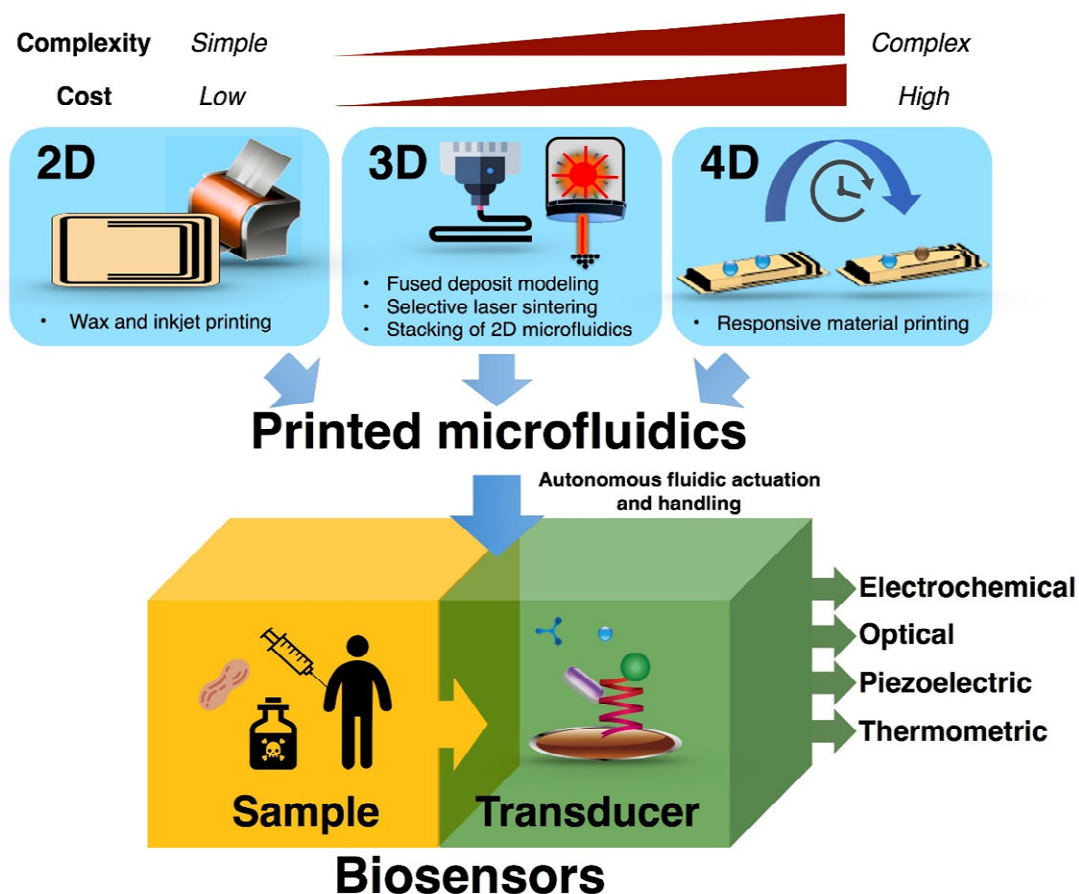 Complexity Simple Complex
Cost Low High
2D
• Wax and inkjet printing
3D
• Fused deposit modeling
• Selective laser sintering
• Stacking of 2D microfluidics
4D
• Responsive material printing
Printed microfluidics
Autonomous fluidic actuation
and handling
Electrochemical
Optical
Piezoelectric
Thermometric
Sample
Transducer
Biosensors